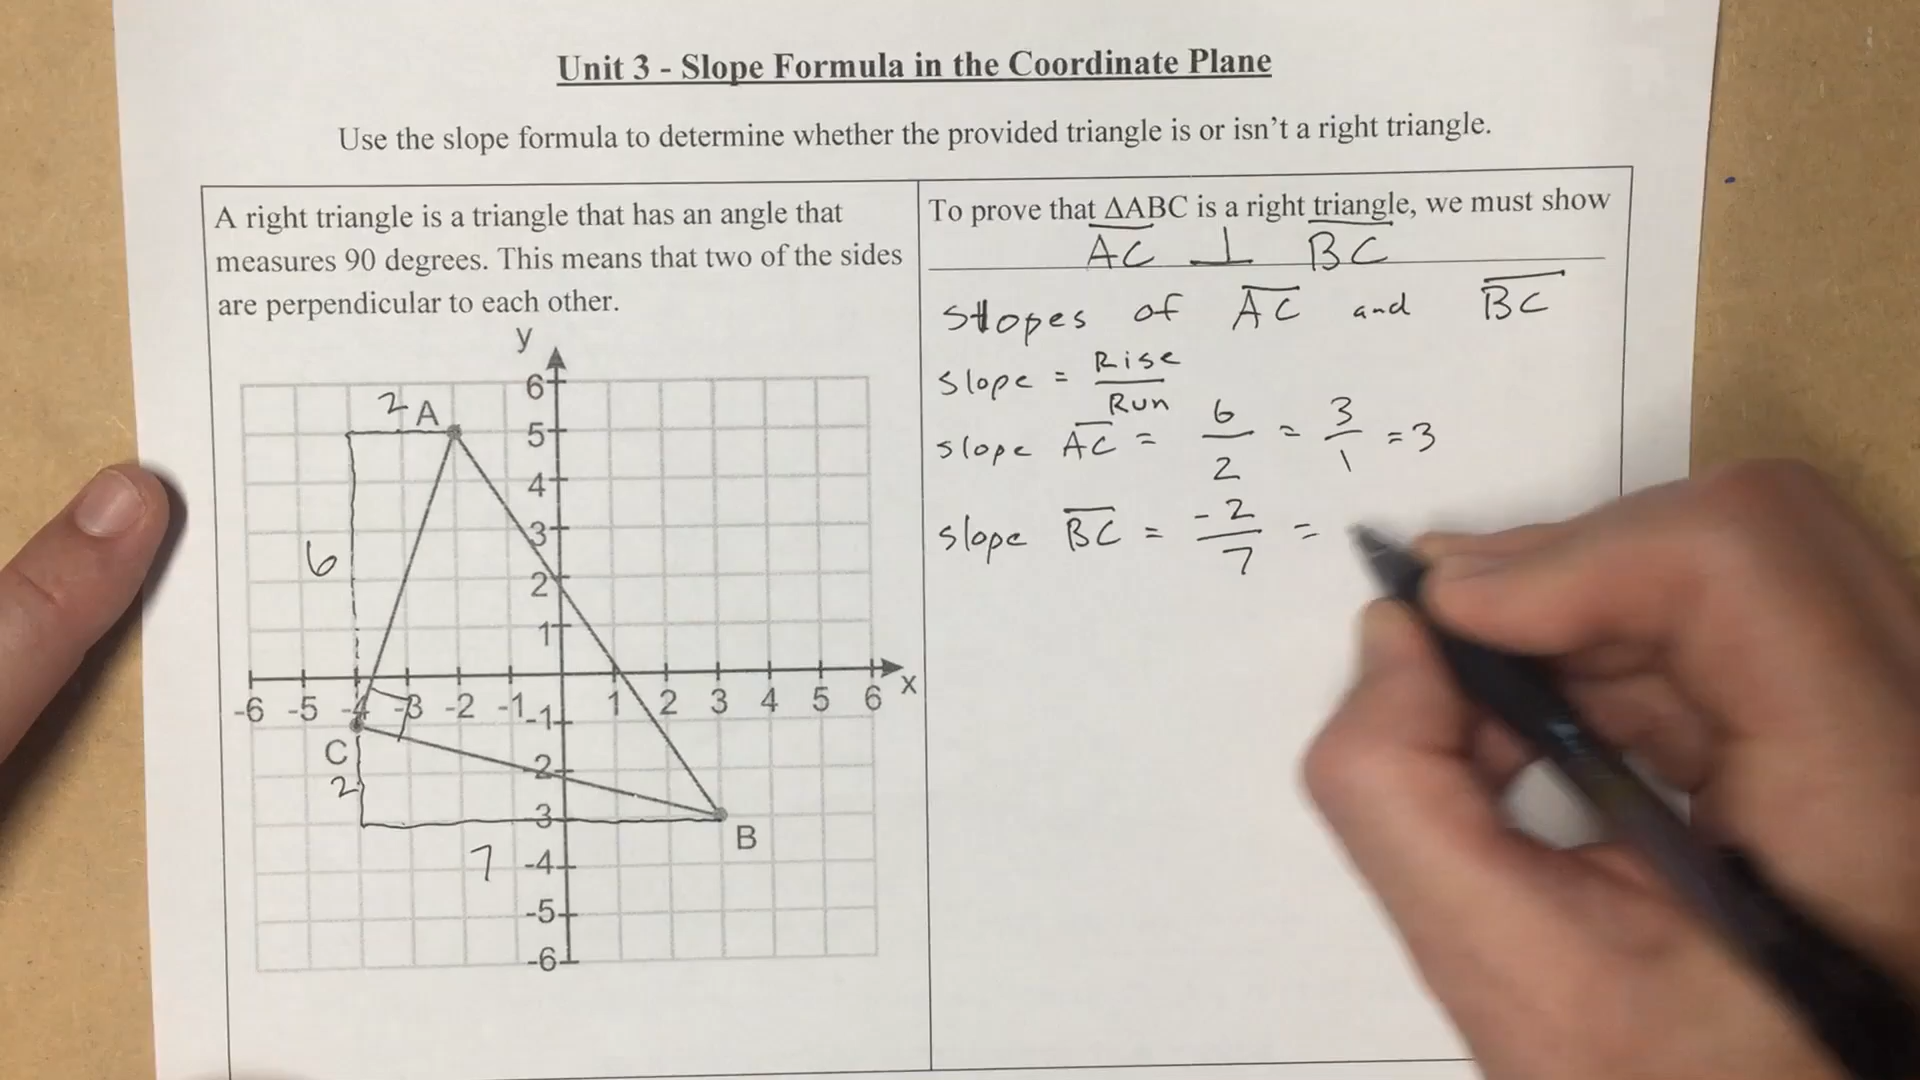 Unit 3 - Slope Formula in the Coordinate Plane
Use the slope formula to determine whether the provided triangle is or isn't a right triangle.
A right triangle is a triangle that has an angle that
measures 90 degrees. This means that two of the sides
are perpendicular to each other.
y
6
2 A
5
4
3
6
2
1
-6 -5 -4 -3 -2 -1 1 2 3 4 5 6 x
-1
C
-2
2
-3
B
7
-4
-5
-6
To prove that ΔABC is a right triangle, we must show
AC ⊥ BC
Slopes of AC and BC
slope = Rise/Run
slope AC = 6/2 = 3/1 = 3
slope BC = -2/7 =